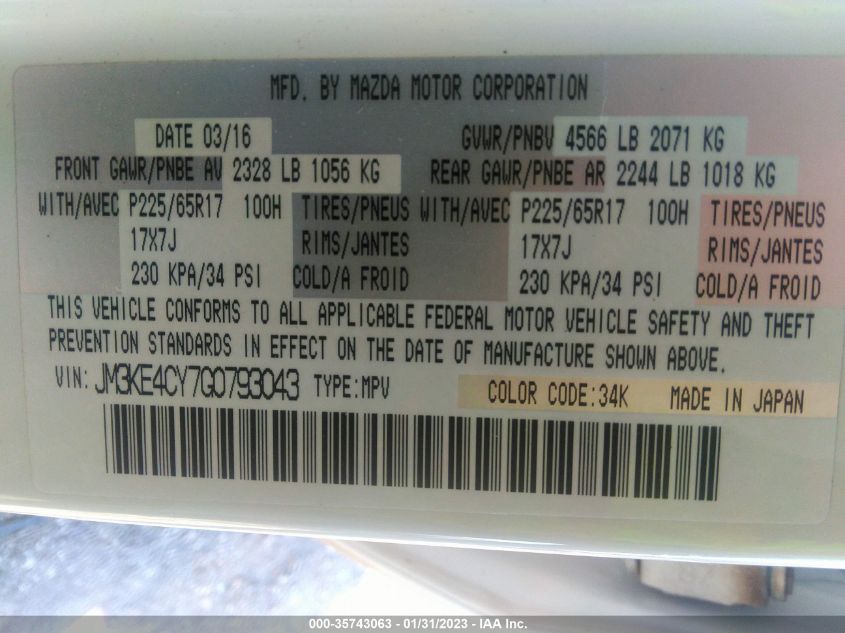 MFD. BY MAZDA MOTOR CORPORATION
DATE 03/16 GVWR/PNBV 4566 LB 2071 KG
FRONT GAWR/PNBE AV 2328 LB 1056 KG REAR GAWR/PNBE AR 2244 LB 1018 KG
WITH/AVEC P225/65R17 100H TIRES/PNEUS WITH/AVEC P225/65R17 100H TIRES/PNEUS
17X7J RIMS/JANTES 17X7J RIMS/JANTES
230 KPA/34 PSI COLD/A FROID 230 KPA/34 PSI COLD/A FROID
THIS VEHICLE CONFORMS TO ALL APPLICABLE FEDERAL MOTOR VEHICLE SAFETY AND THEFT
PREVENTION STANDARDS IN EFFECT ON THE DATE OF MANUFACTURE SHOWN ABOVE.
VIN: JM3KE4CY7G0793043 TYPE:MPV COLOR CODE:34K MADE IN JAPAN
000-35743063 - 01/31/2023 - IAA Inc.